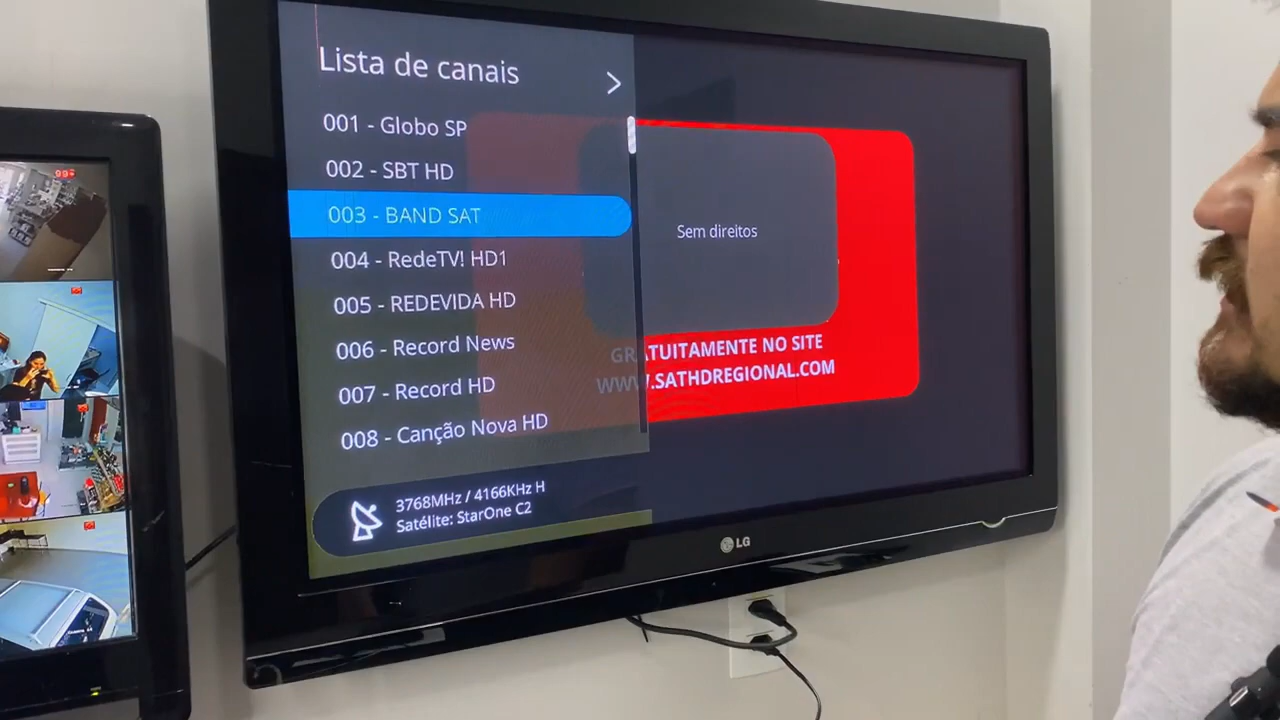 Lista de canais
>
001 - Globo SP
002 - SBT HD
003 - BAND SAT
004 - RedeTV! HD1
005 - REDEVIDA HD
006 - Record News
007 - Record HD
008 - Canção Nova HD
3768MHz / 4166KHz H
Satélite: StarOne C2
Sem direitos
GRATUITAMENTE NO SITE
WWW.SATHDREGIONAL.COM
LG
99+